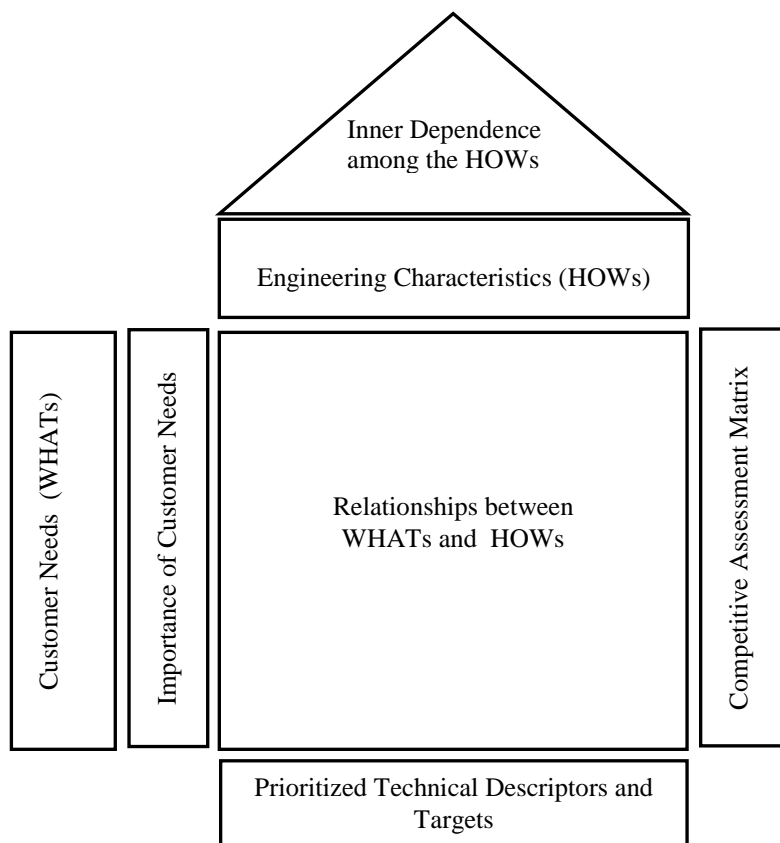 Inner Dependence
among the HOWs
Engineering Characteristics (HOWs)
Customer Needs (WHATs)
Importance of Customer Needs
Relationships between
WHATs and HOWs
Competitive Assessment Matrix
Prioritized Technical Descriptors and
Targets